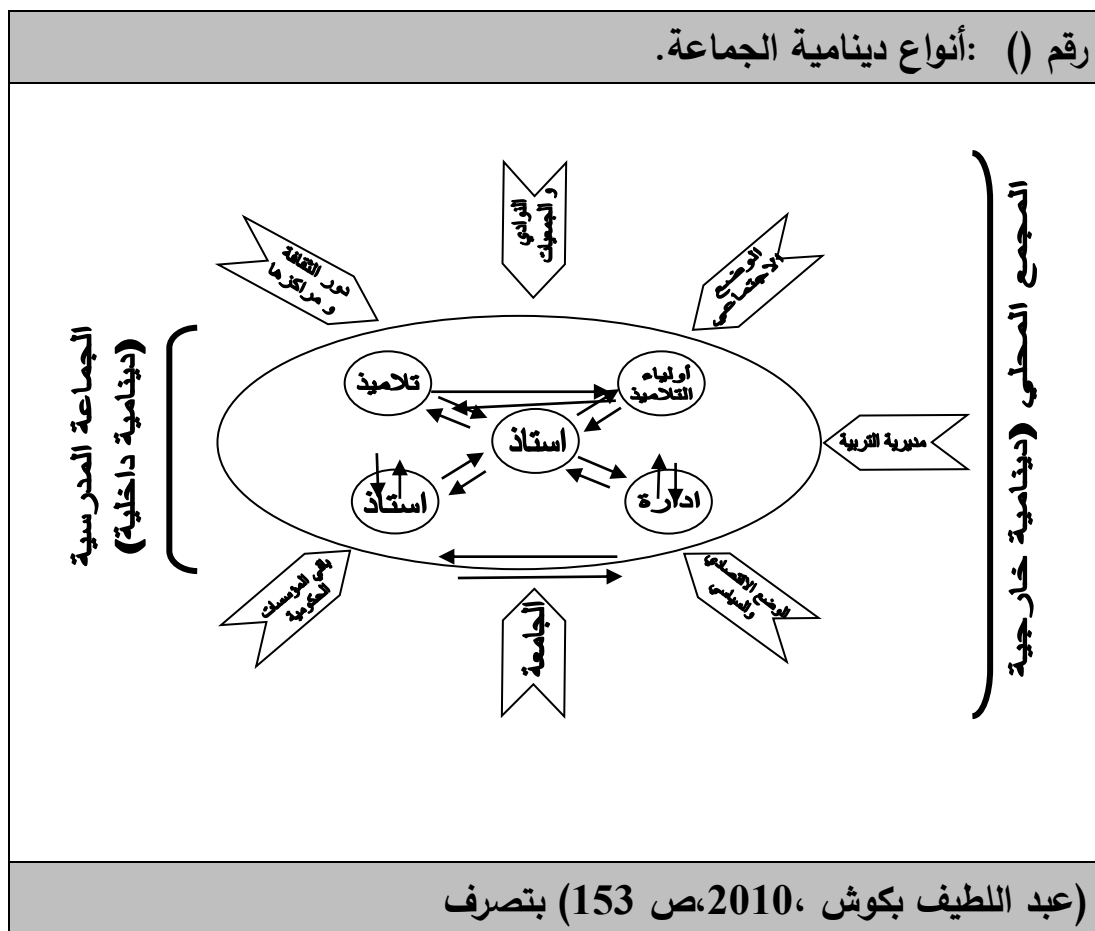 رقم () :أنواع دينامية الجماعة.
النوادي
و الجمعيات
الوضع
الاجتماعي
دور الثقافة
و مراكزها
المجمع المحلي (دينامية خارجية
الجماعة المدرسية
(دينامية داخلية)
أولياء
التلاميذ
تلاميذ
استاذ
مديرية التربية
ادارة
استاذ
الوضع الاقتصادي
والسياسي
باقي المؤسسات
الحكومية
الجامعة
(عبد اللطيف بكوش ،2010،ص 153) بتصرف